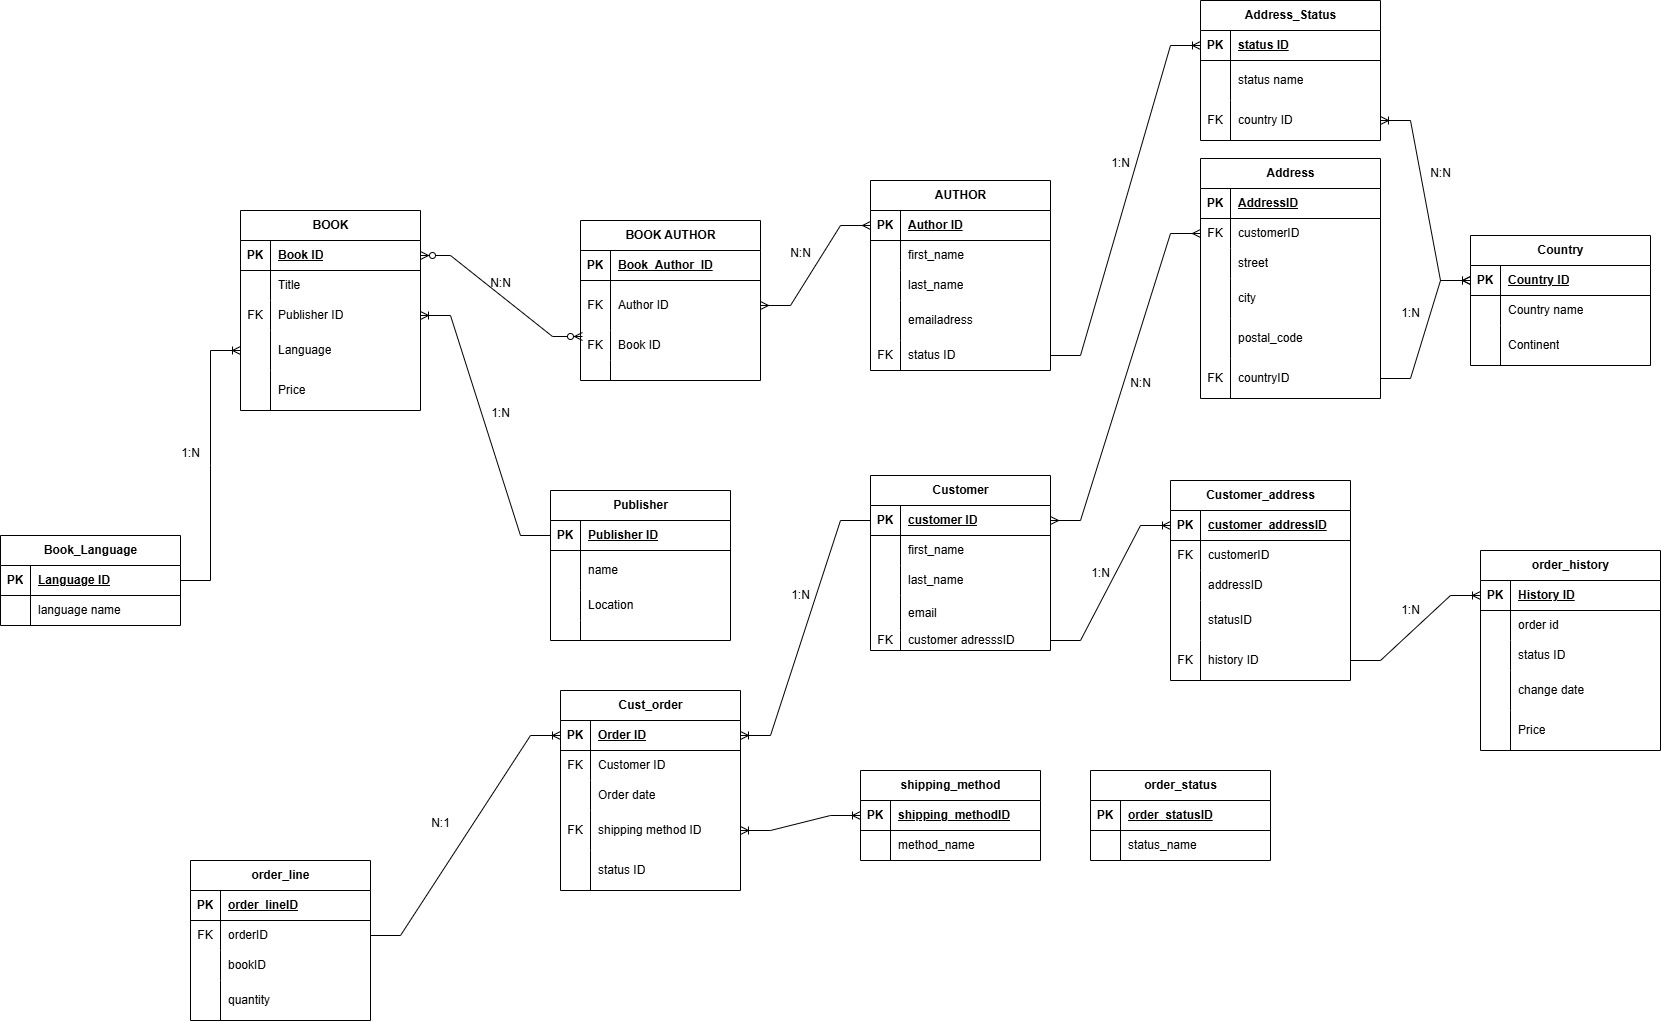 Address_Status
PK status ID
status name
FK country ID
1:N
N:N
Address
PK AddressID
FK customerID
street
city
postal_code
FK countryID
1:N
Country
PK Country ID
Country name
Continent
AUTHOR
PK Author ID
first_name
last_name
emailadress
FK status ID
N:N
N:N
BOOK AUTHOR
PK Book_Author_ID
FK Author ID
FK Book ID
N:N
BOOK
PK Book ID
Title
FK Publisher ID
Language
Price
1:N
1:N
Publisher
PK Publisher ID
name
Location
Book_Language
PK Language ID
language name
Customer
PK customer ID
first_name
last_name
email
FK customer adresssID
1:N
1:N
Customer_address
PK customer_addressID
FK customerID
addressID
statusID
FK history ID
1:N
order_history
PK History ID
order id
status ID
change date
Price
Cust_order
PK Order ID
FK Customer ID
Order date
FK shipping method ID
status ID
shipping_method
PK shipping_methodID
method_name
order_status
PK order_statusID
status_name
N:1
order_line
PK order_lineID
FK orderID
bookID
quantity